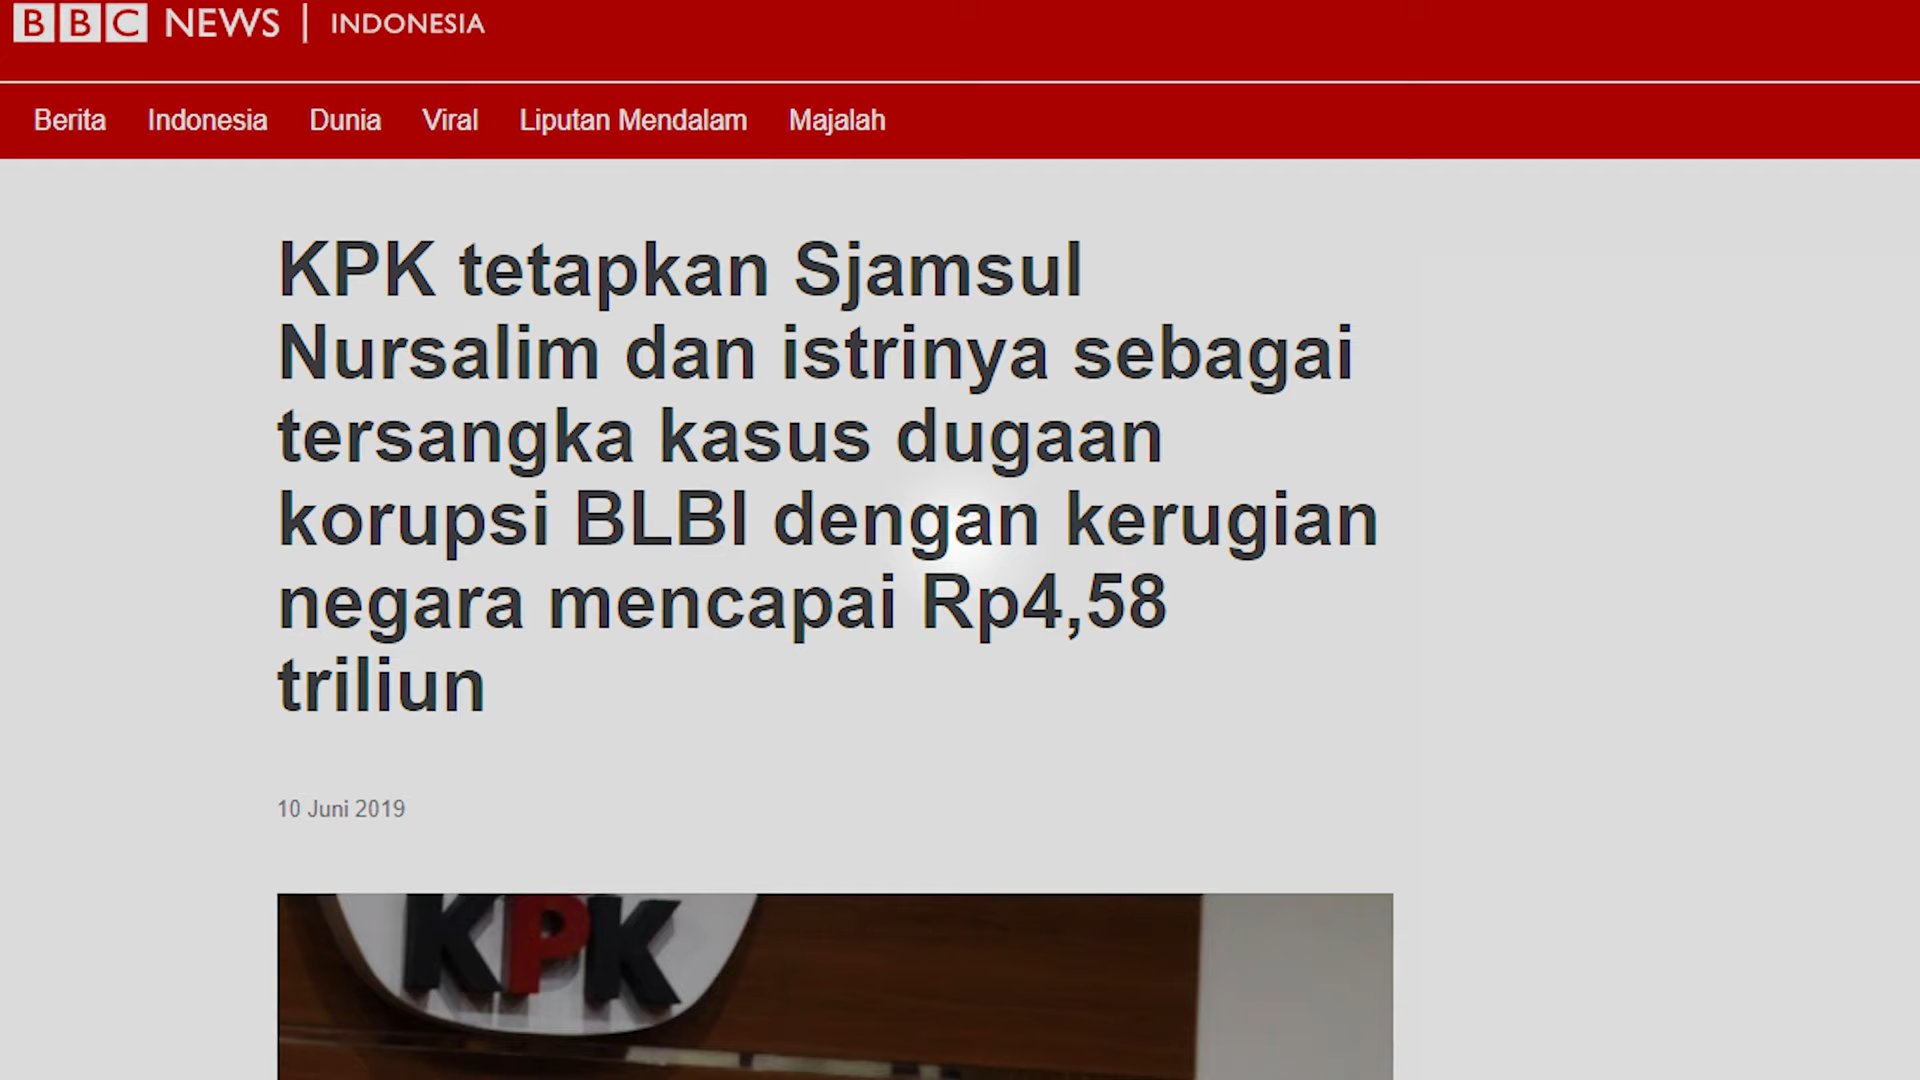 BBC NEWS | INDONESIA
Berita Indonesia Dunia Viral Liputan Mendalam Majalah
KPK tetapkan Sjamsul
Nursalim dan istrinya sebagai
tersangka kasus dugaan
korupsi BLBI dengan kerugian
negara mencapai Rp4,58
triliun
10 Juni 2019
KPK